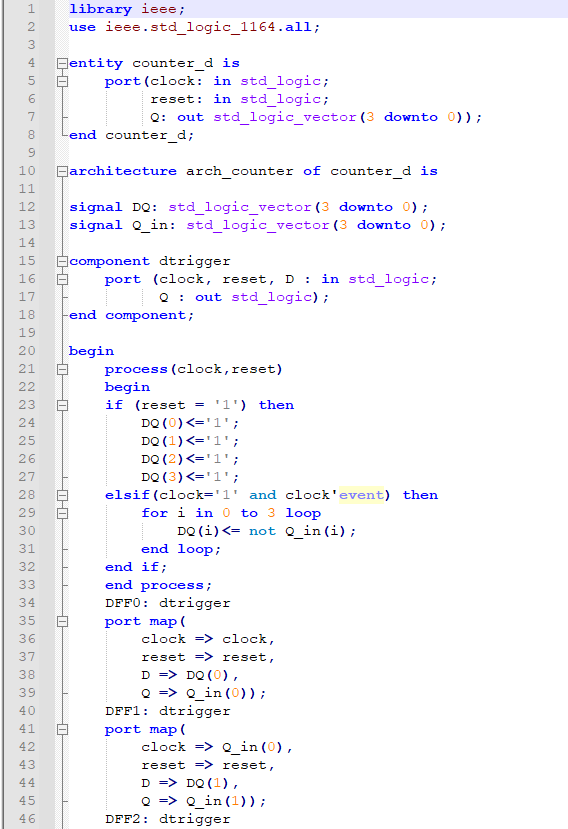 1 library ieee;
2 use ieee.std_logic_1164.all;
3
4 entity counter_d is
5 port(clock: in std_logic;
6 reset: in std_logic;
7 Q: out std_logic_vector(3 downto 0));
8 end counter_d;
9
10 architecture arch_counter of counter_d is
11
12 signal DQ: std_logic_vector(3 downto 0);
13 signal Q_in: std_logic_vector(3 downto 0);
14
15 component dtrigger
16 port (clock, reset, D : in std_logic;
17 Q : out std_logic);
18 end component;
19
20 begin
21 process(clock,reset)
22 begin
23 if (reset = '1') then
24 DQ(0)<='1';
25 DQ(1)<='1';
26 DQ(2)<='1';
27 DQ(3)<='1';
28 elsif(clock='1' and clock'event) then
29 for i in 0 to 3 loop
30 DQ(i)<= not Q_in(i);
31 end loop;
32 end if;
33 end process;
34 DFF0: dtrigger
35 port map(
36 clock => clock,
37 reset => reset,
38 D => DQ(0),
39 Q => Q_in(0));
40 DFF1: dtrigger
41 port map(
42 clock => Q_in(0),
43 reset => reset,
44 D => DQ(1),
45 Q => Q_in(1));
46 DFF2: dtrigger